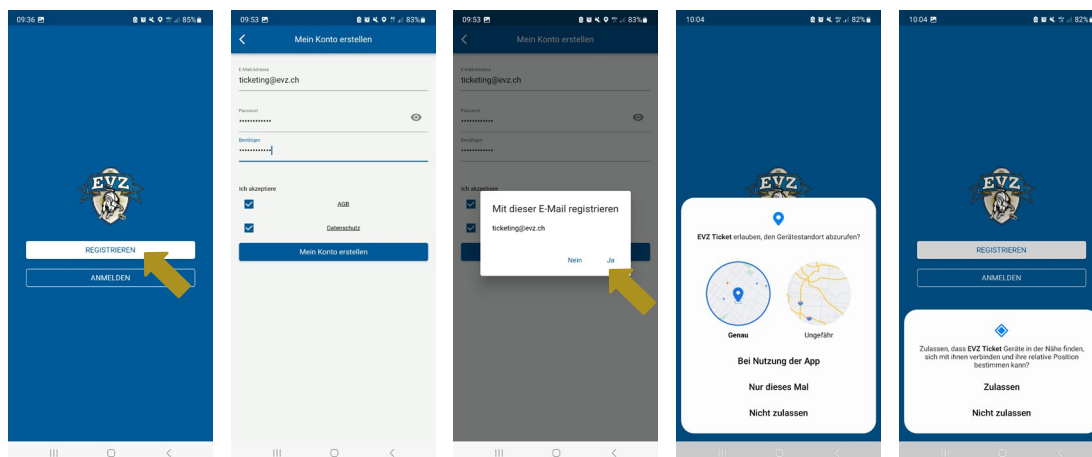 09:36
85%
EVZ
REGISTRIEREN
ANMELDEN
09:53
83%
Mein Konto erstellen
E-Mail-Adresse
ticketing@evz.ch
Passwort
••••••••••••
Bestätigen
••••••••••••
Ich akzeptiere
AGB
Datenschutz
Mein Konto erstellen
09:53
83%
Mein Konto erstellen
E-Mail-Adresse
ticketing@evz.ch
Passwort
••••••••••••
Bestätigen
••••••••••••
Ich akzeptiere
Mit dieser E-Mail registrieren
ticketing@evz.ch
Nein Ja
10:04
82%
EVZ
EVZ Ticket erlauben, den Gerätestandort abzurufen?
Genau Ungefähr
Bei Nutzung der App
Nur dieses Mal
Nicht zulassen
10:04
82%
EVZ
REGISTRIEREN
ANMELDEN
Zulassen, dass EVZ Ticket Geräte in der Nähe finden,
sich mit ihnen verbinden und ihre relative Position
bestimmen kann?
Zulassen
Nicht zulassen